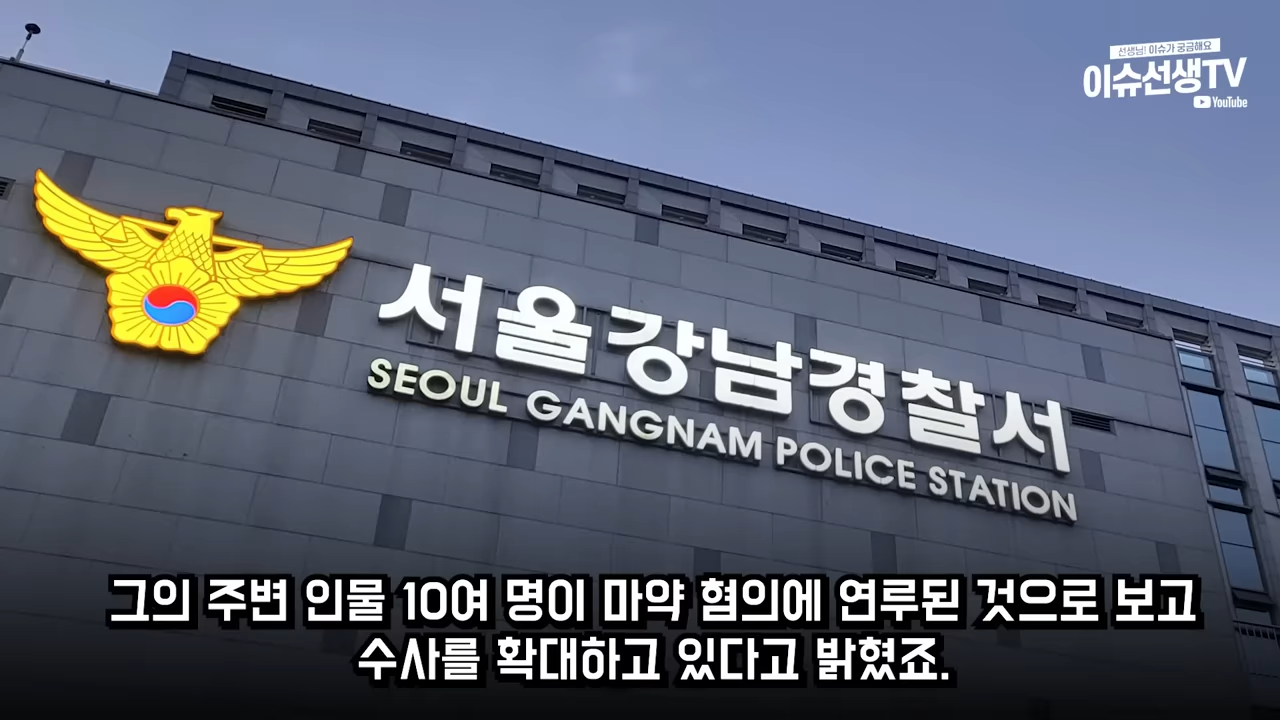 선생님! 이슈가 궁금해요
이슈선생TV
YouTube
서울강남경찰서
SEOUL GANGNAM POLICE STATION
그의 주변 인물 10여 명이 마약 혐의에 연루된 것으로 보고
수사를 확대하고 있다고 밝혔죠.